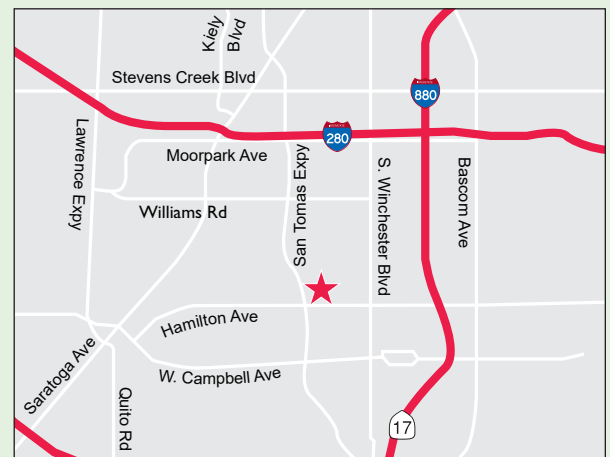 Kiely
Blvd
Stevens Creek Blvd
880
280
Moorpark Ave
Lawrence Expy
San Tomas Expy
S. Winchester Blvd
Bascom Ave
Williams Rd
Hamilton Ave
W. Campbell Ave
Saratoga Ave
Quito Rd
17